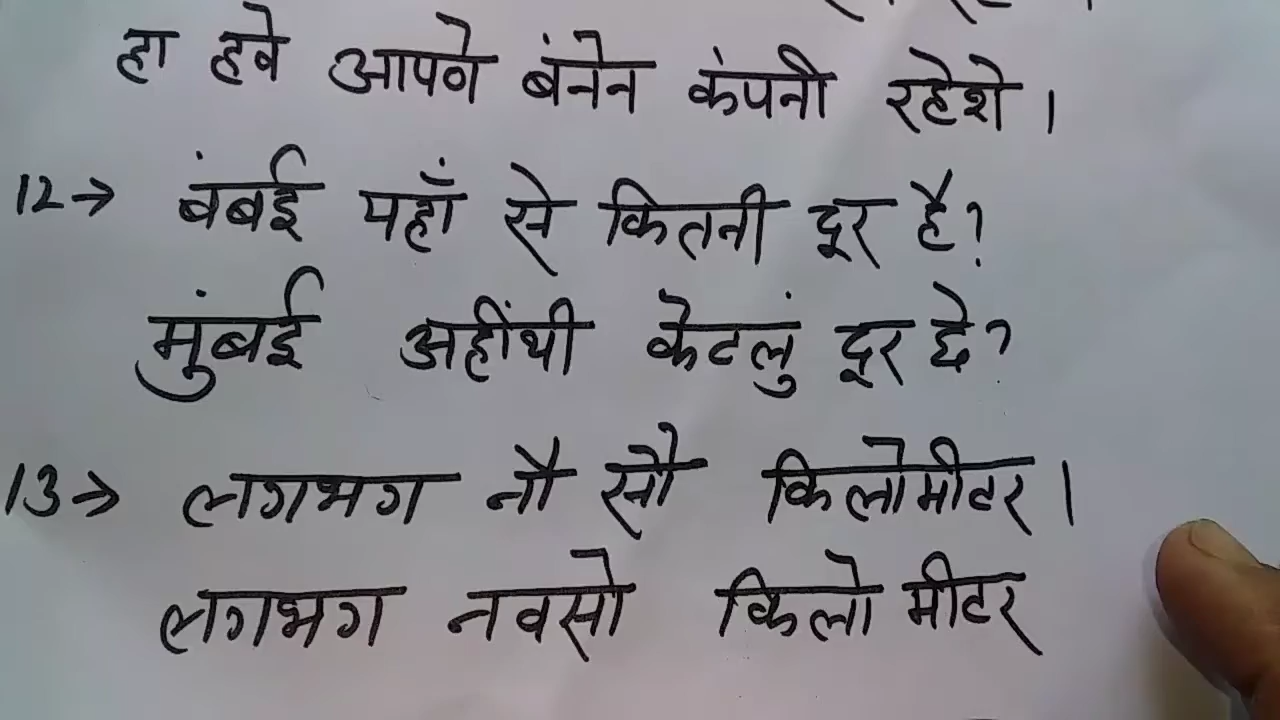 हा हवे आपणे बंनेन कंपनी रहेशे।
12→ बंबई यहाँ से कितनी दूर है?
मुंबई अहींथी केटलुं दूर छे?
13→ लगभग नौ सौ किलोमीटर।
लगभग नवसो किलो मीटर